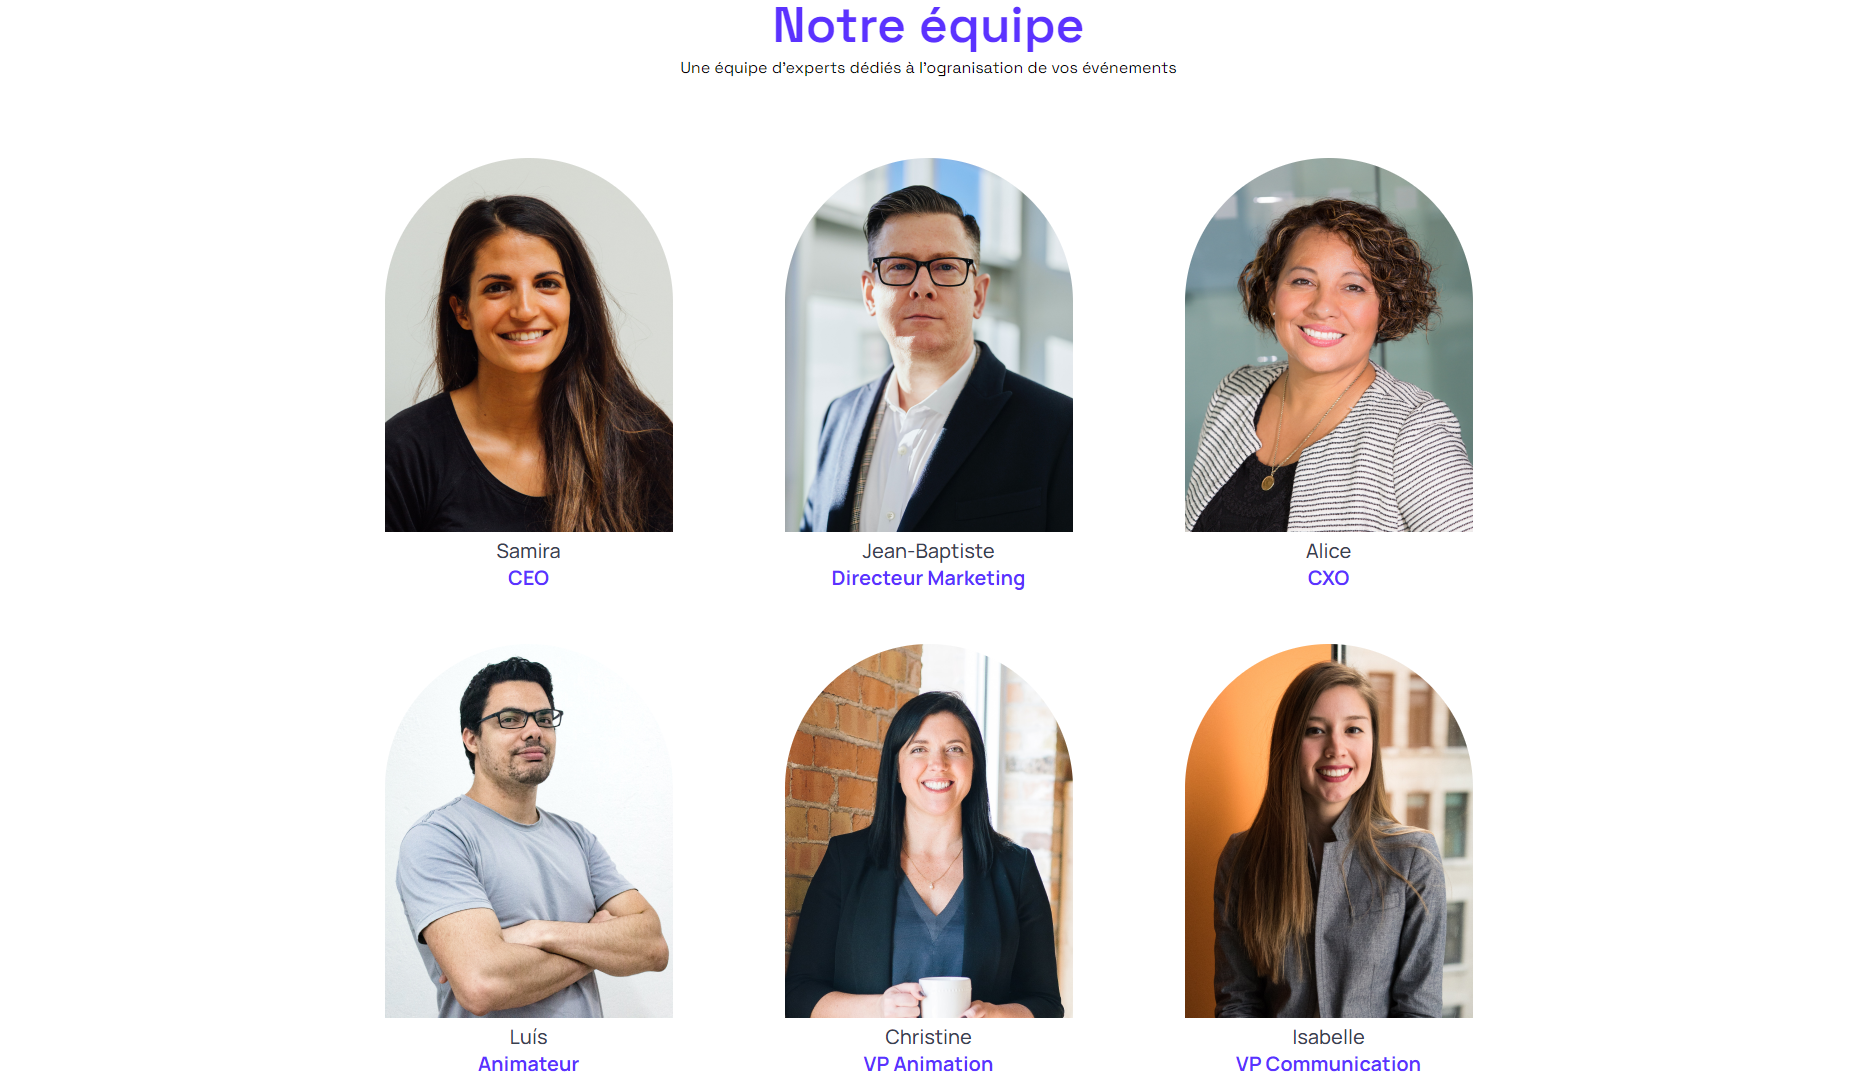 Notre équipe
Une équipe d'experts dédiés à l'ogranisation de vos événements
Samira
CEO
Jean-Baptiste
Directeur Marketing
Alice
CXO
Luís
Animateur
Christine
VP Animation
Isabelle
VP Communication